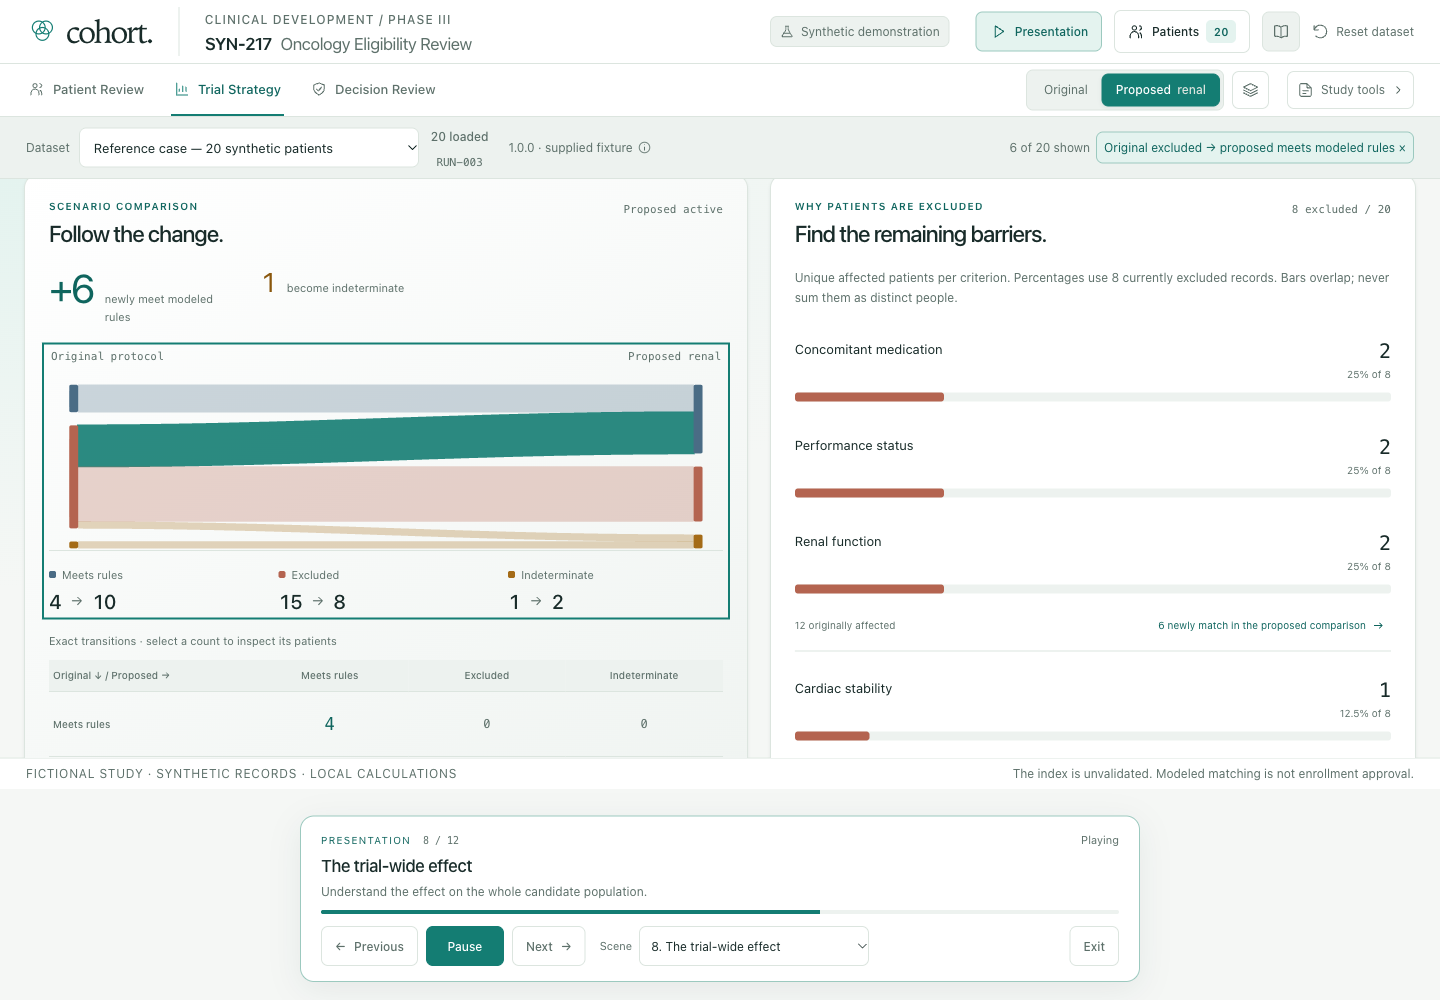 cohort.
CLINICAL DEVELOPMENT / PHASE III
SYN-217 Oncology Eligibility Review
Synthetic demonstration
Presentation
Patients 20
Reset dataset
Patient Review
Trial Strategy
Decision Review
Original
Proposed renal
Study tools
Dataset
Reference case — 20 synthetic patients
20 loaded
RUN-003
1.0.0 · supplied fixture
6 of 20 shown
Original excluded → proposed meets modeled rules ×
SCENARIO COMPARISON
Proposed active
Follow the change.
+6 newly meet modeled rules
1 become indeterminate
Original protocol
Proposed renal
Meets rules
4 → 10
Excluded
15 → 8
Indeterminate
1 → 2
Exact transitions · select a count to inspect its patients
Original ↓ / Proposed → Meets rules Excluded Indeterminate
Meets rules 4 0 0
WHY PATIENTS ARE EXCLUDED
8 excluded / 20
Find the remaining barriers.
Unique affected patients per criterion. Percentages use 8 currently excluded records. Bars overlap; never
sum them as distinct people.
Concomitant medication 2
25% of 8
Performance status 2
25% of 8
Renal function 2
25% of 8
12 originally affected
6 newly match in the proposed comparison →
Cardiac stability 1
12.5% of 8
FICTIONAL STUDY · SYNTHETIC RECORDS · LOCAL CALCULATIONS
The index is unvalidated. Modeled matching is not enrollment approval.
PRESENTATION 8 / 12
Playing
The trial-wide effect
Understand the effect on the whole candidate population.
← Previous
Pause
Next →
Scene
8. The trial-wide effect
Exit